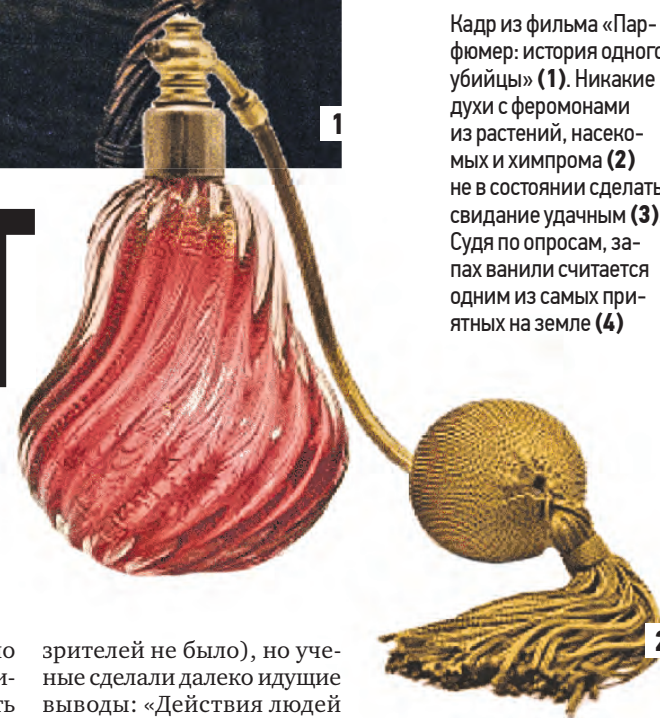 Кадр из фильма «Пар-
фюмер: история одного
убийцы» (1). Никакие
духи с феромонами
из растений, насеко-
мых и химпрома (2)
не в состоянии сделать
свидание удачным (3)
Судя по опросам, за-
пах ванили считается
одним из самых при-
ятных на земле (4)
1
2
зрителей не было), но уче-
ные сделали далеко идущие
выводы: «Действия людей